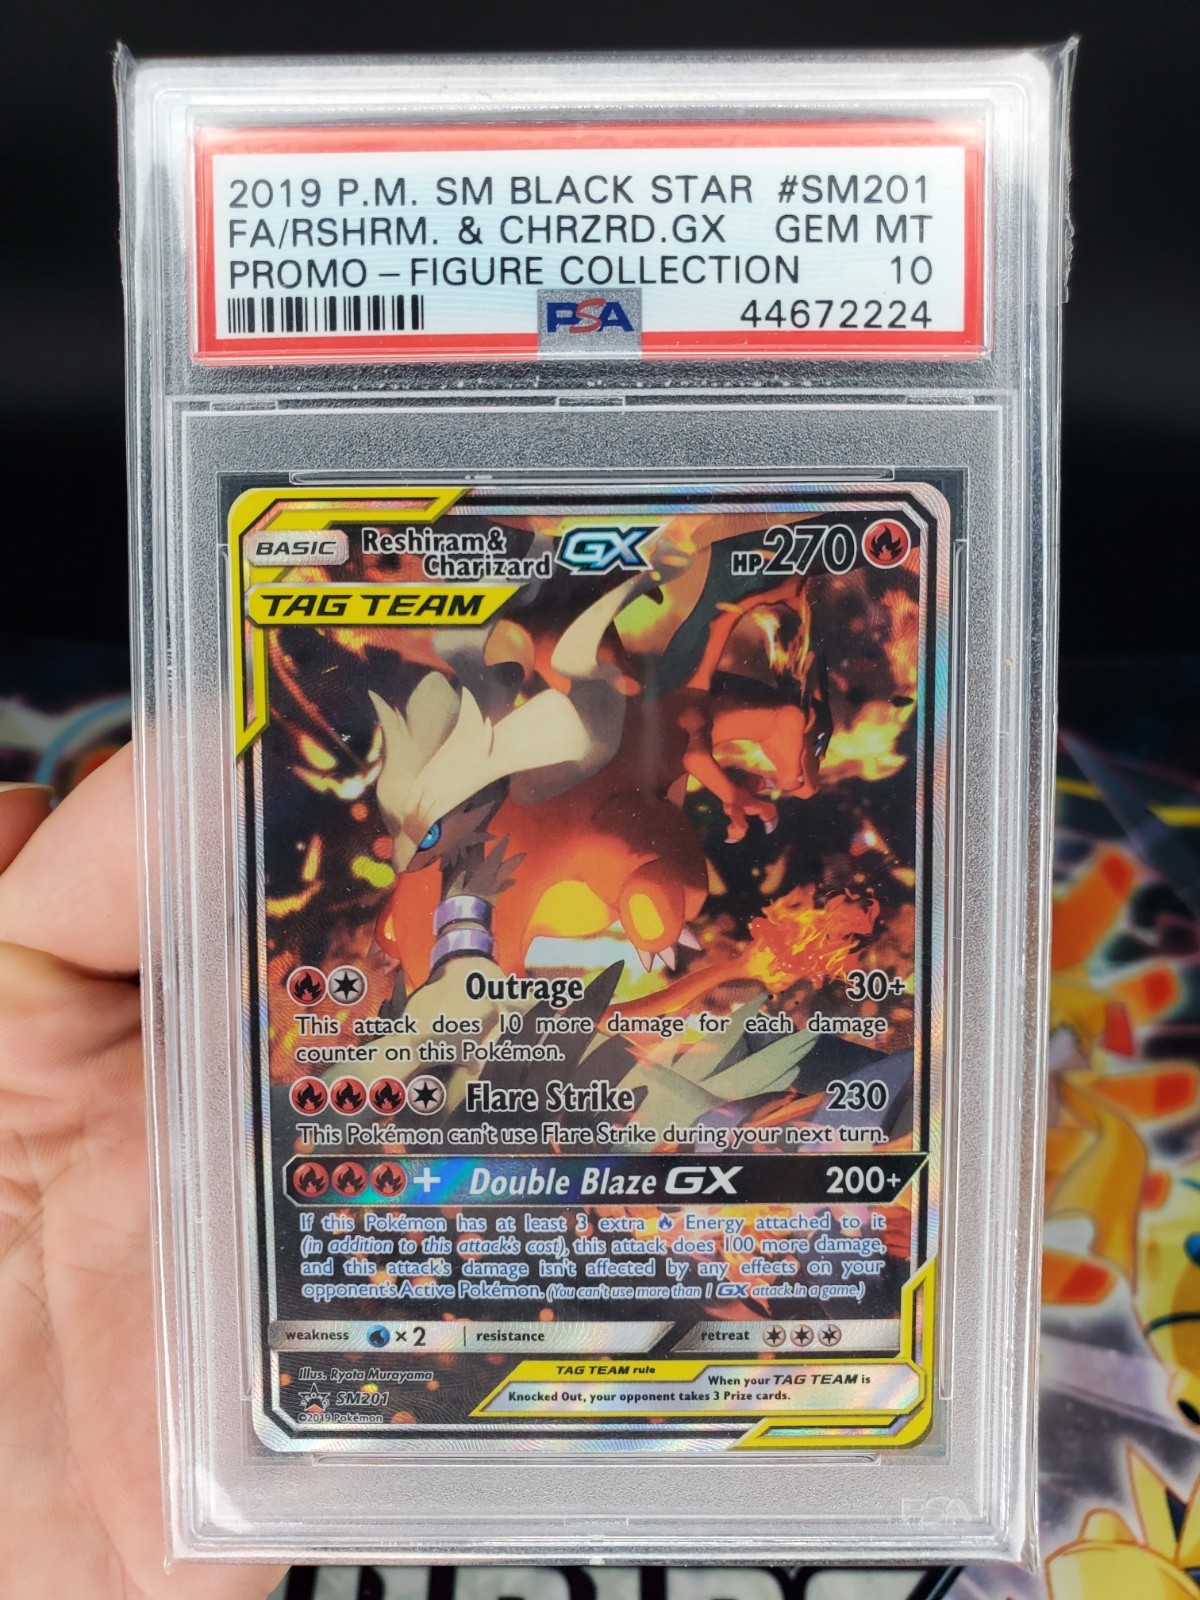 2019 P.M. SM BLACK STAR #SM201
FA/RSHRM. & CHRZRD.GX GEM MT
PROMO - FIGURE COLLECTION 10
PSA 44672224
BASIC Reshiram & Charizard GX HP 270
TAG TEAM
Outrage 30+
This attack does 10 more damage for each damage
counter on this Pokémon.
Flare Strike 230
This Pokémon can't use Flare Strike during your next turn.
+ Double Blaze GX 200+
If this Pokémon has at least 3 extra Energy attached to it
(in addition to this attack's cost), this attack does 100 more damage,
and this attack's damage isn't affected by any effects on your
opponent's Active Pokémon. (You can't use more than 1 GX attack in a game.)
weakness ×2 resistance retreat
Illus. Ryota Murayama
SM201
©2019 Pokémon
TAG TEAM rule When your TAG TEAM is
Knocked Out, your opponent takes 3 Prize cards.
PSA